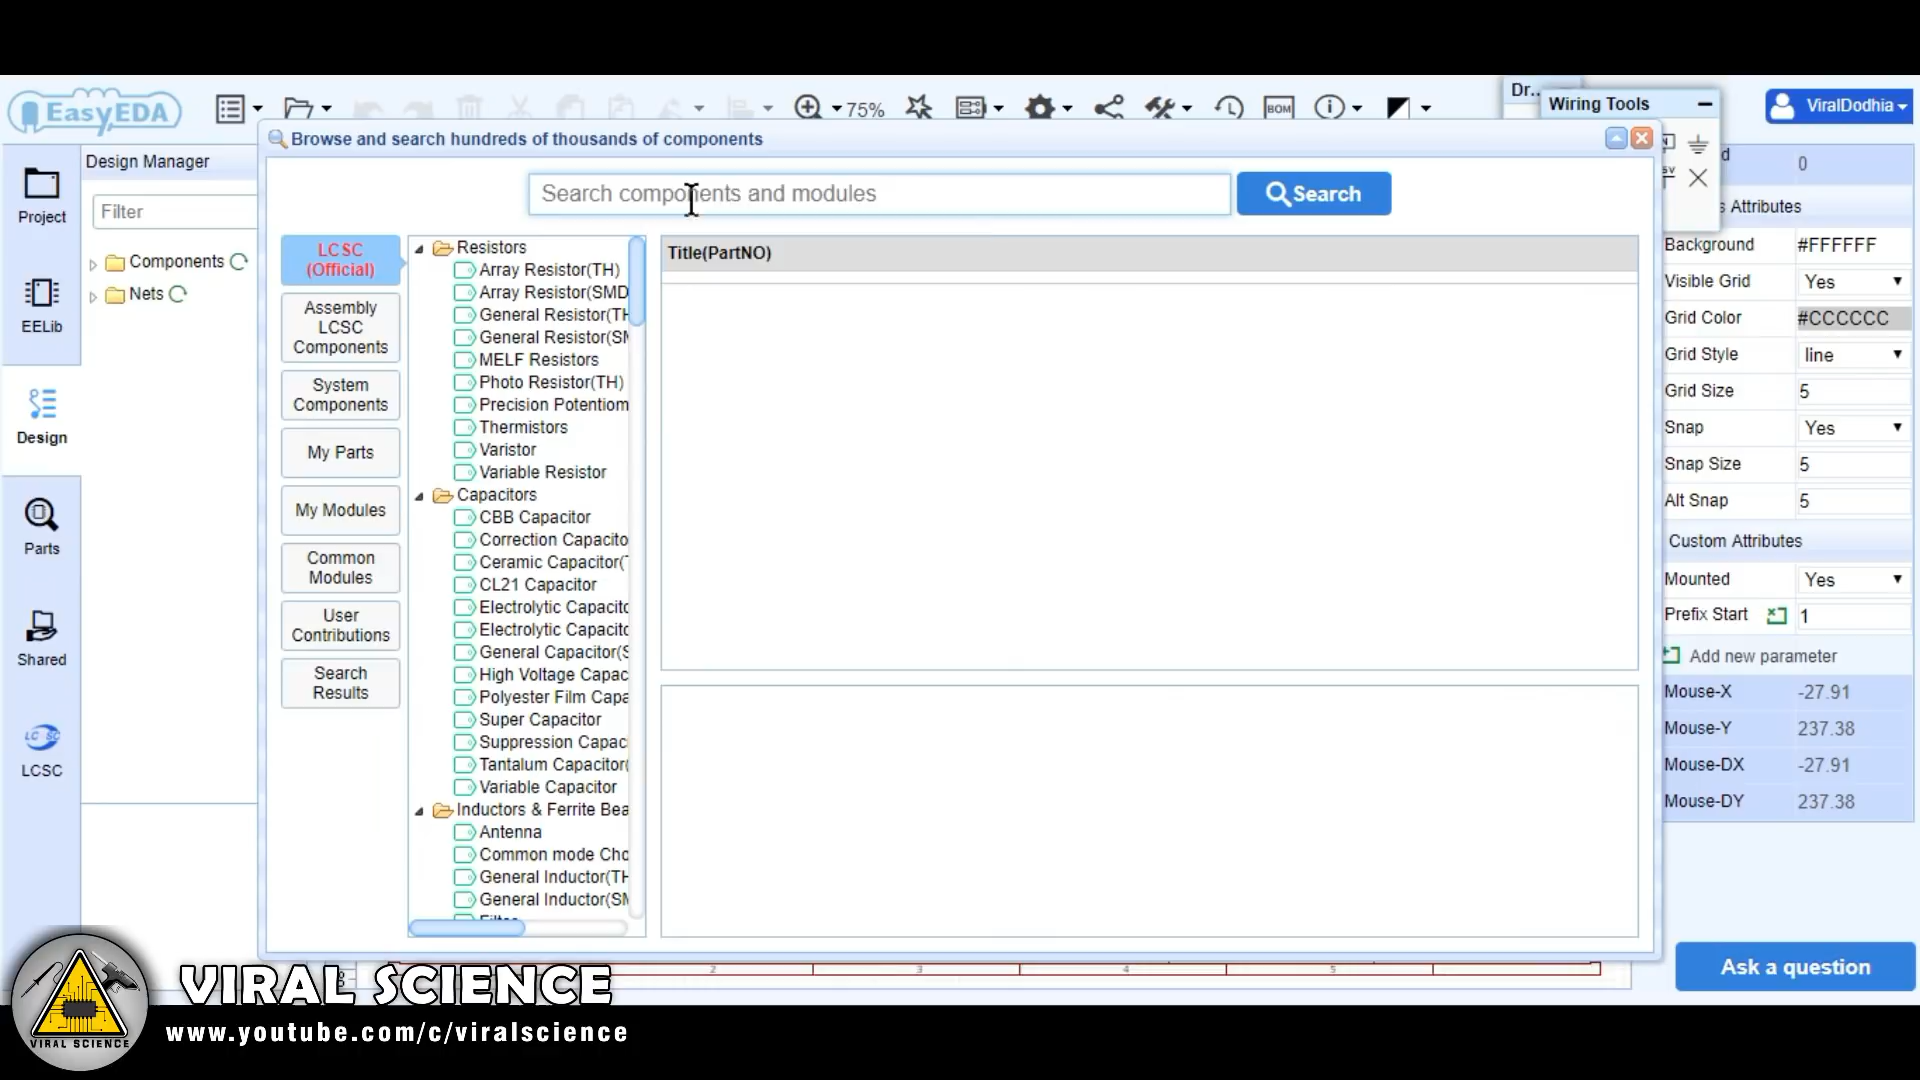 EasyEDA
75%
BOM
Dr...
Wiring Tools
ViralDodhia
Browse and search hundreds of thousands of components
Design Manager
Search components and modules
Search
Filter
Components
Nets
Project
EELib
Design
Parts
Shared
LCSC
LCSC
(Official)
Assembly
LCSC
Components
System
Components
My Parts
My Modules
Common
Modules
User
Contributions
Search
Results
Resistors
Array Resistor(TH)
Array Resistor(SMD
General Resistor(TH
General Resistor(SM
MELF Resistors
Photo Resistor(TH)
Precision Potentiom
Thermistors
Varistor
Variable Resistor
Capacitors
CBB Capacitor
Correction Capacito
Ceramic Capacitor(T
CL21 Capacitor
Electrolytic Capacito
Electrolytic Capacito
General Capacitor(S
High Voltage Capac
Polyester Film Capa
Super Capacitor
Suppression Capac
Tantalum Capacitor(
Variable Capacitor
Inductors & Ferrite Bea
Antenna
Common mode Cho
General Inductor(TH
General Inductor(SM
Filter
Title(PartNO)
d 0
s Attributes
Background #FFFFFF
Visible Grid Yes
Grid Color #CCCCCC
Grid Style line
Grid Size 5
Snap Yes
Snap Size 5
Alt Snap 5
Custom Attributes
Mounted Yes
Prefix Start 1
Add new parameter
Mouse-X -27.91
Mouse-Y 237.38
Mouse-DX -27.91
Mouse-DY 237.38
2 3 4 5
Ask a question
VIRAL SCIENCE
VIRAL SCIENCE
www.youtube.com/c/viralscience